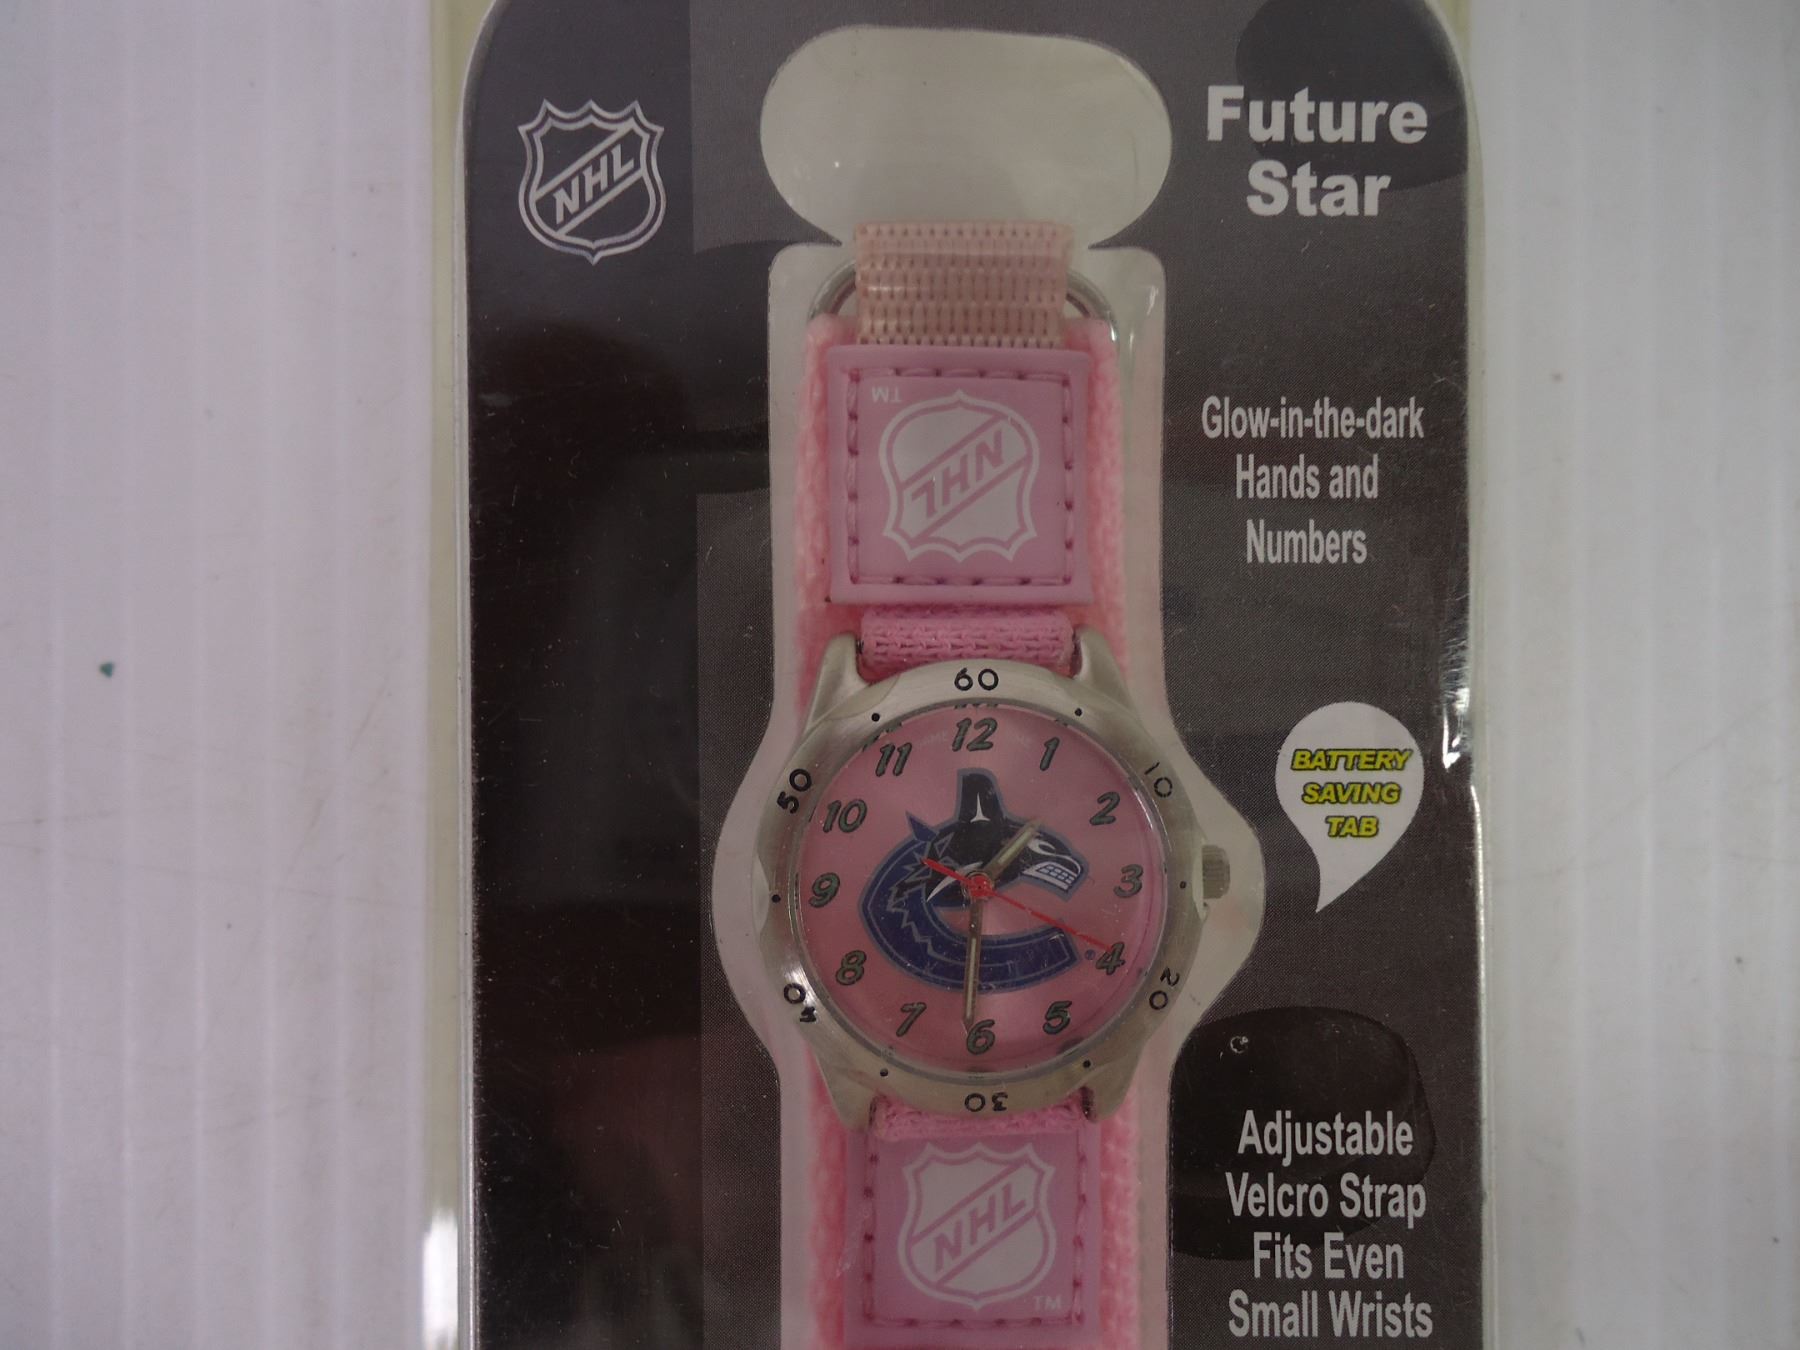 NHL
Future
Star
Glow-in-the-dark
Hands and
Numbers
TM
NHL
60
10
20
30
40
50
12
1
2
3
4
5
6
7
8
9
10
11
®
BATTERY
SAVING
TAB
Adjustable
Velcro Strap
Fits Even
Small Wrists
NHL
TM